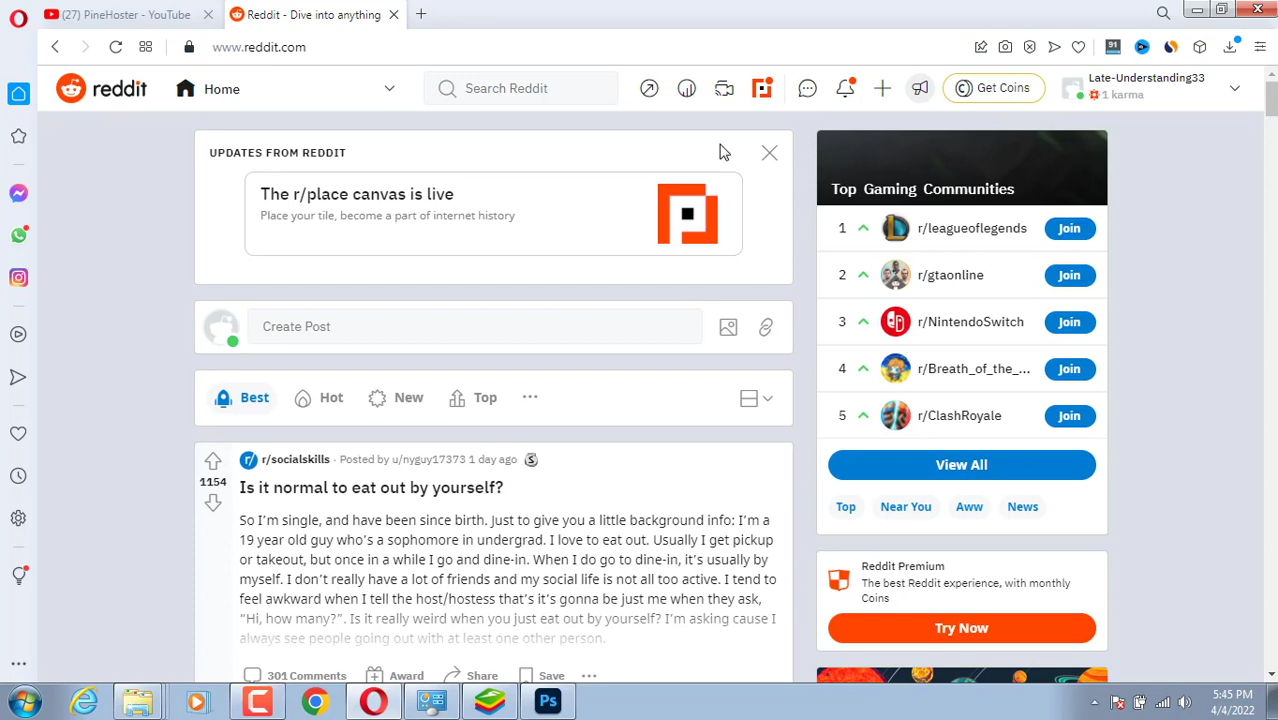 (27) PineHoster - YouTube
Reddit - Dive into anything
www.reddit.com
91
reddit
Home
Search Reddit
Get Coins
Late-Understanding33
1 karma
UPDATES FROM REDDIT
The r/place canvas is live
Place your tile, become a part of internet history
Create Post
Best
Hot
New
Top
r/socialskills · Posted by u/nyguy17373 1 day ago
1154
Is it normal to eat out by yourself?
So I'm single, and have been since birth. Just to give you a little background info: I'm a
19 year old guy who's a sophomore in undergrad. I love to eat out. Usually I get pickup
or takeout, but once in a while I go and dine-in. When I do go to dine-in, it's usually by
myself. I don't really have a lot of friends and my social life is not all too active. I tend to
feel awkward when I tell the host/hostess that's it's gonna be just me when they ask,
"Hi, how many?". Is it really weird when you just eat out by yourself? I'm asking cause I
always see people going out with at least one other person.
301 Comments
Award
Share
Save
Top Gaming Communities
1 r/leagueoflegends Join
2 r/gtaonline Join
3 r/NintendoSwitch Join
4 r/Breath_of_the_... Join
5 r/ClashRoyale Join
View All
Top
Near You
Aww
News
Reddit Premium
The best Reddit experience, with monthly
Coins
Try Now
Ps
5:45 PM
4/4/2022